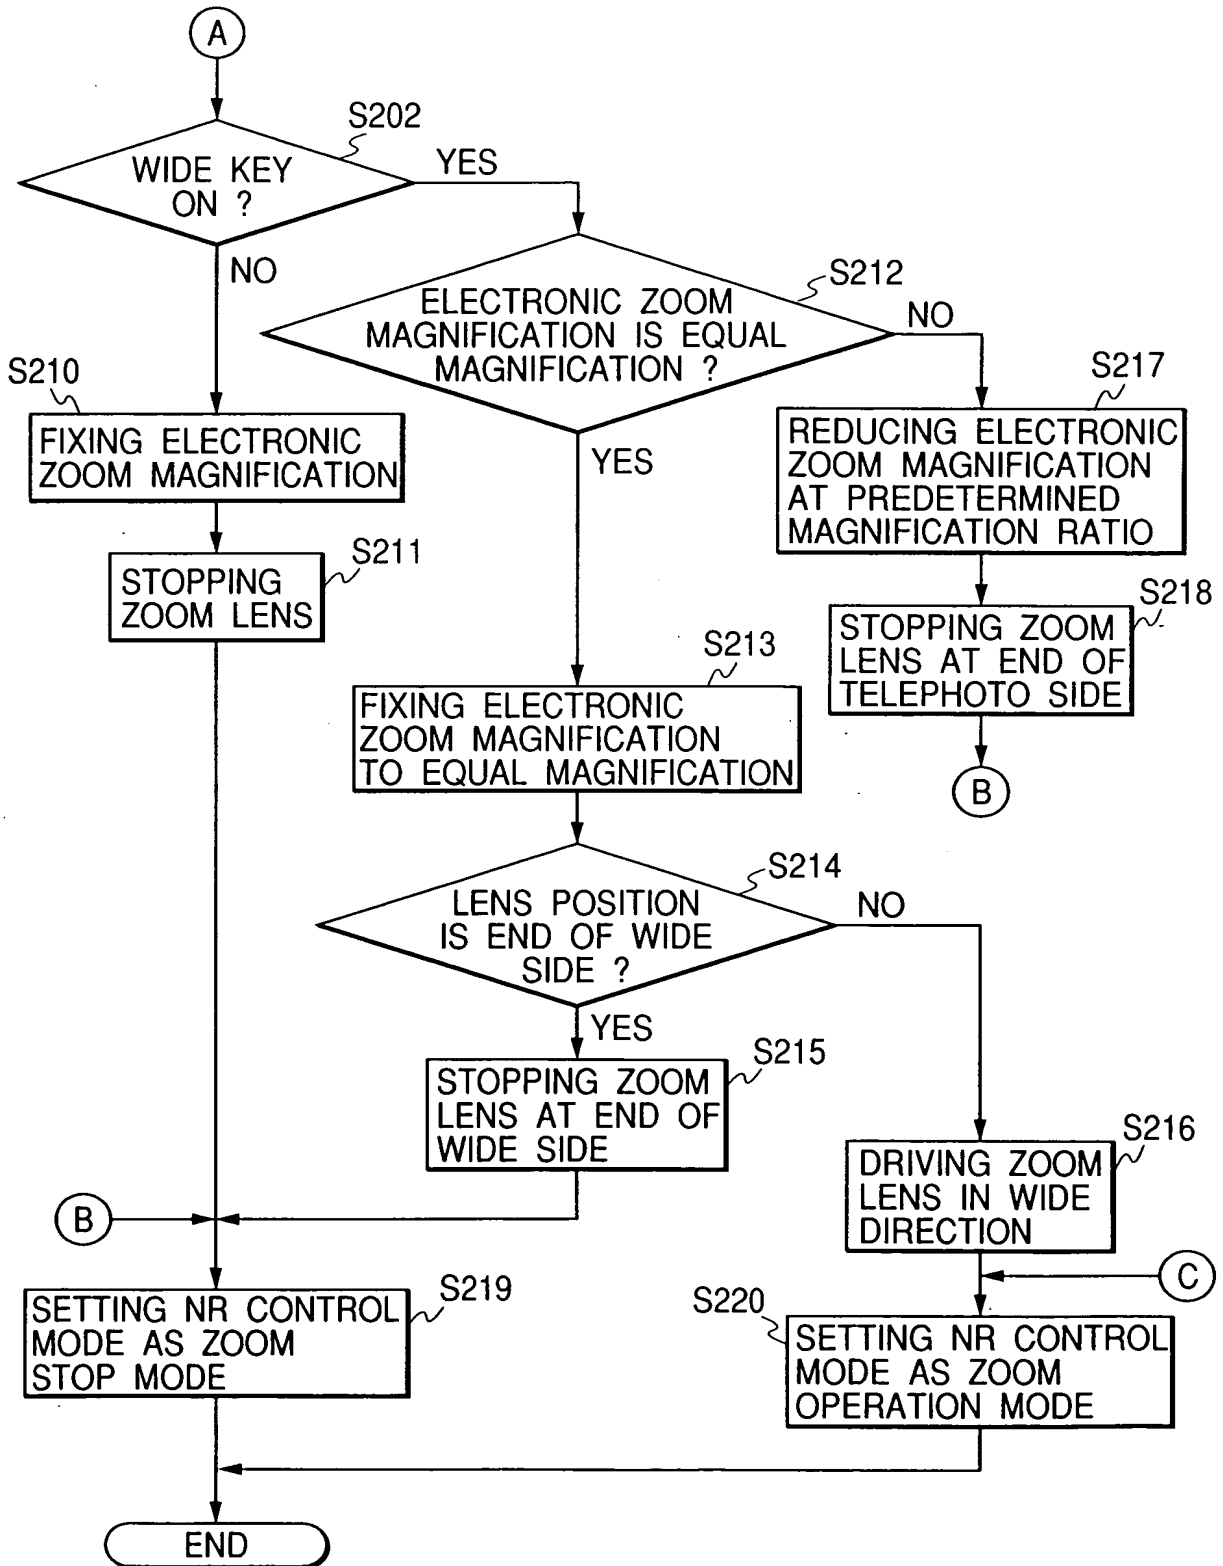 A
S202
WIDE KEY
ON ?
YES
NO
S212
ELECTRONIC ZOOM
MAGNIFICATION IS EQUAL
MAGNIFICATION ?
NO
YES
S210
FIXING ELECTRONIC
ZOOM MAGNIFICATION
S217
REDUCING ELECTRONIC
ZOOM MAGNIFICATION
AT PREDETERMINED
MAGNIFICATION RATIO
S211
STOPPING
ZOOM LENS
S218
STOPPING ZOOM
LENS AT END OF
TELEPHOTO SIDE
B
S213
FIXING ELECTRONIC
ZOOM MAGNIFICATION
TO EQUAL MAGNIFICATION
S214
LENS POSITION
IS END OF WIDE
SIDE ?
NO
YES
S215
STOPPING ZOOM
LENS AT END OF
WIDE SIDE
S216
DRIVING ZOOM
LENS IN WIDE
DIRECTION
B
C
S219
SETTING NR CONTROL
MODE AS ZOOM
STOP MODE
S220
SETTING NR CONTROL
MODE AS ZOOM
OPERATION MODE
END